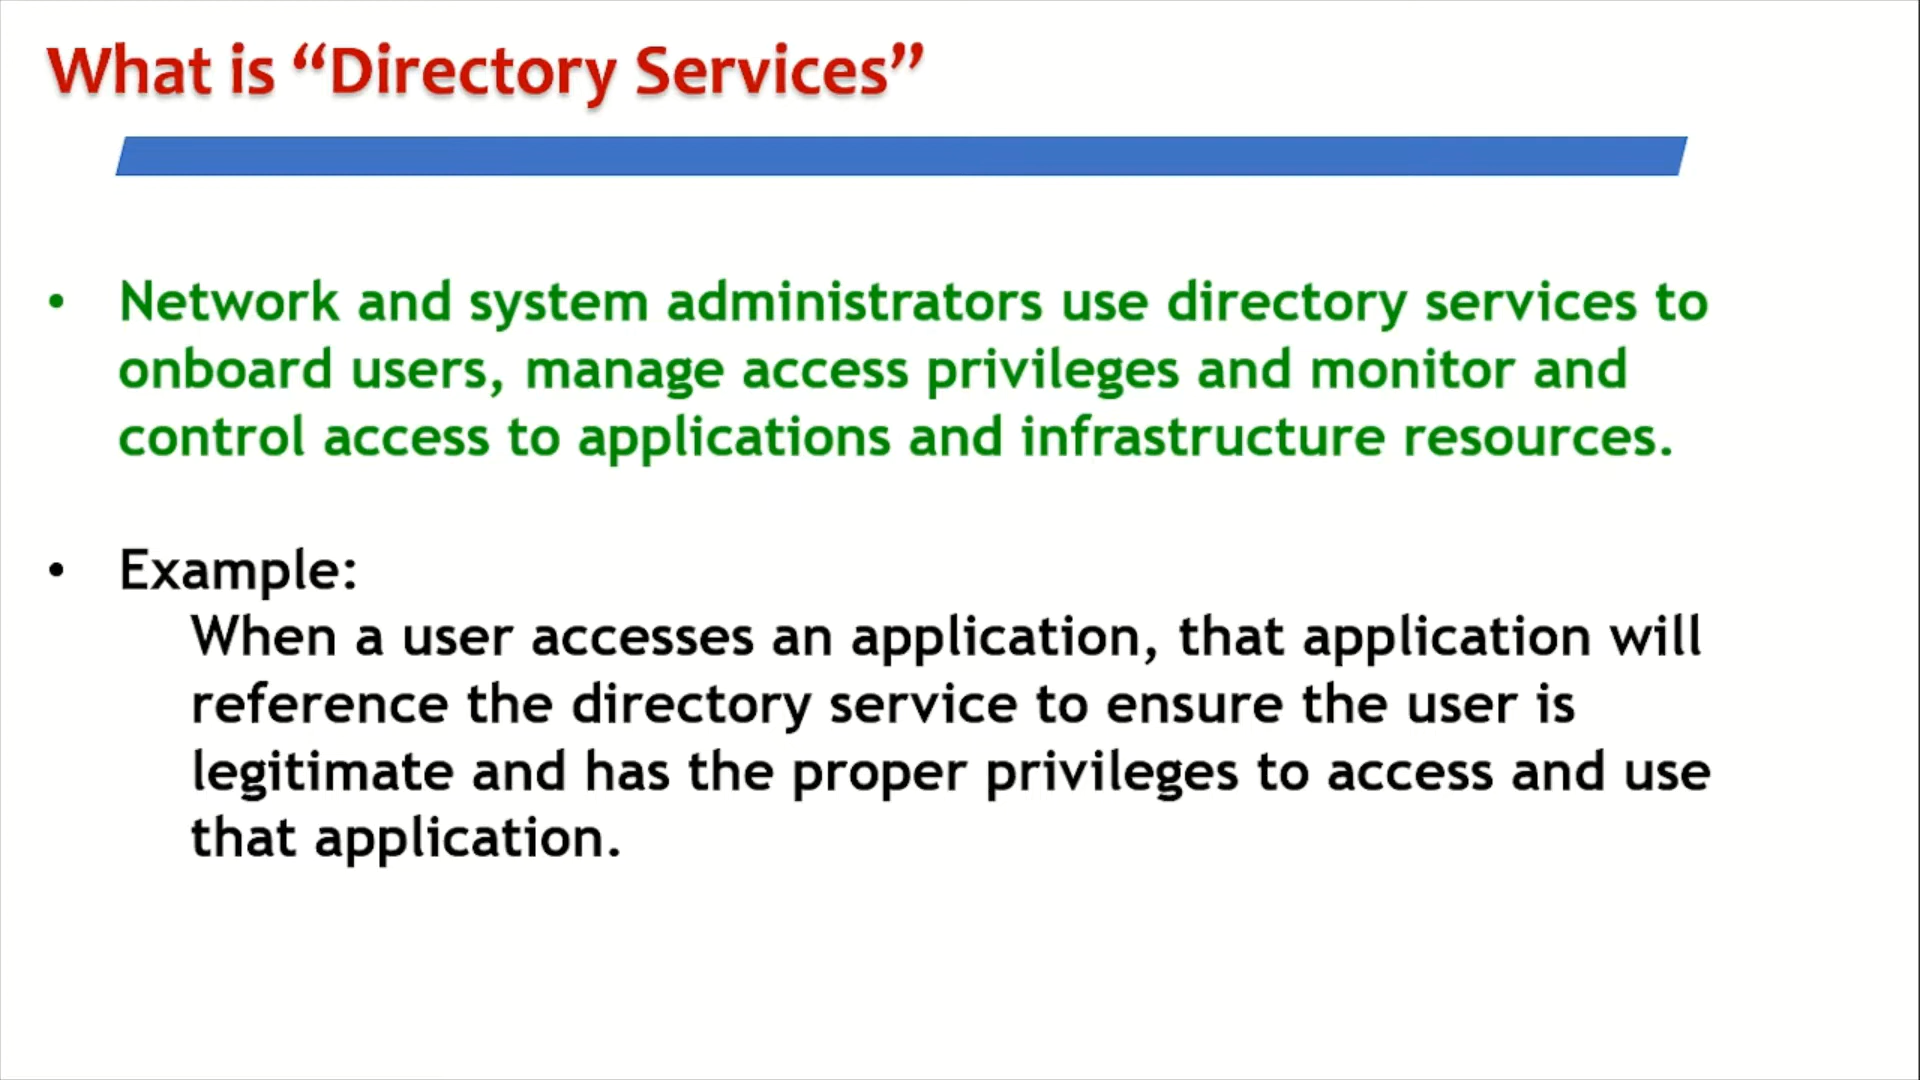 What is “Directory Services”
• Network and system administrators use directory services to
onboard users, manage access privileges and monitor and
control access to applications and infrastructure resources.
• Example:
When a user accesses an application, that application will
reference the directory service to ensure the user is
legitimate and has the proper privileges to access and use
that application.